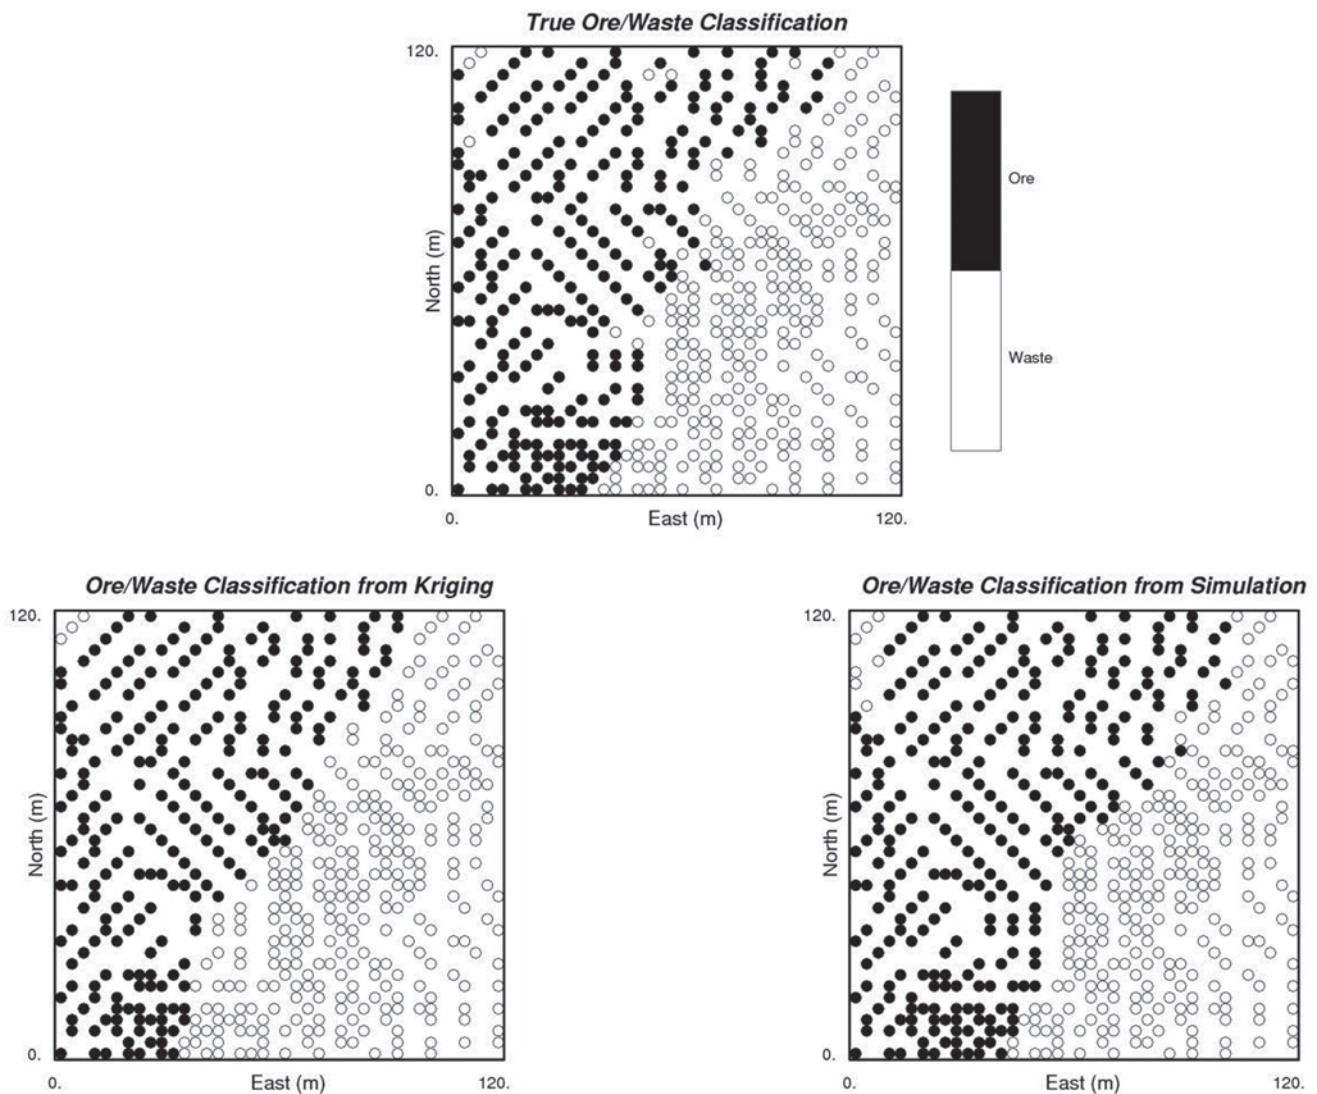 True Ore/Waste Classification
120.
Ore
North (m)
Waste
0.
0.
East (m)
120.
Ore/Waste Classification from Kriging
120.
North (m)
0.
0.
East (m)
120.
Ore/Waste Classification from Simulation
120.
North (m)
0.
0.
East (m)
120.